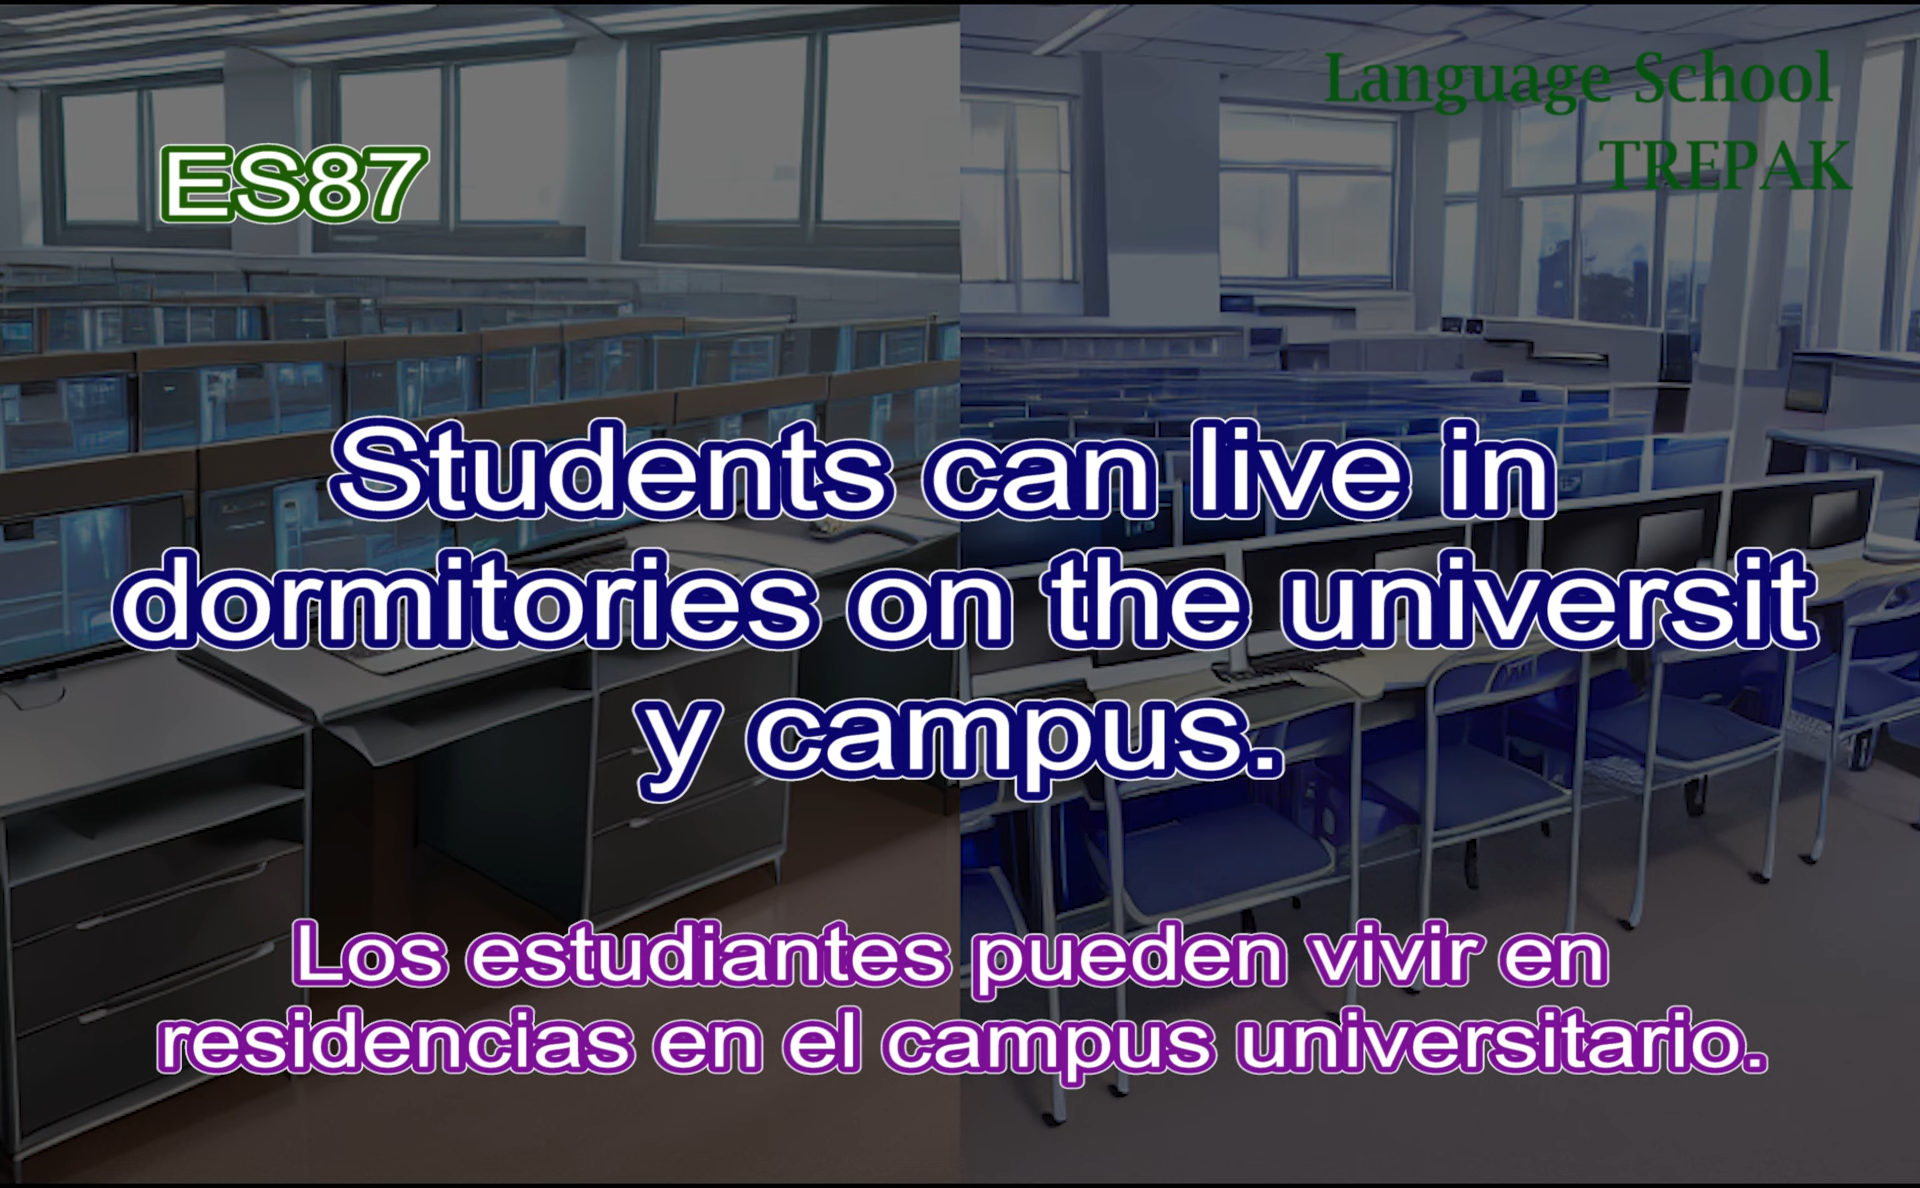 Language School
TREPAK
ES87
Students can live in
dormitories on the universit
y campus.
Los estudiantes pueden vivir en
residencias en el campus universitario.